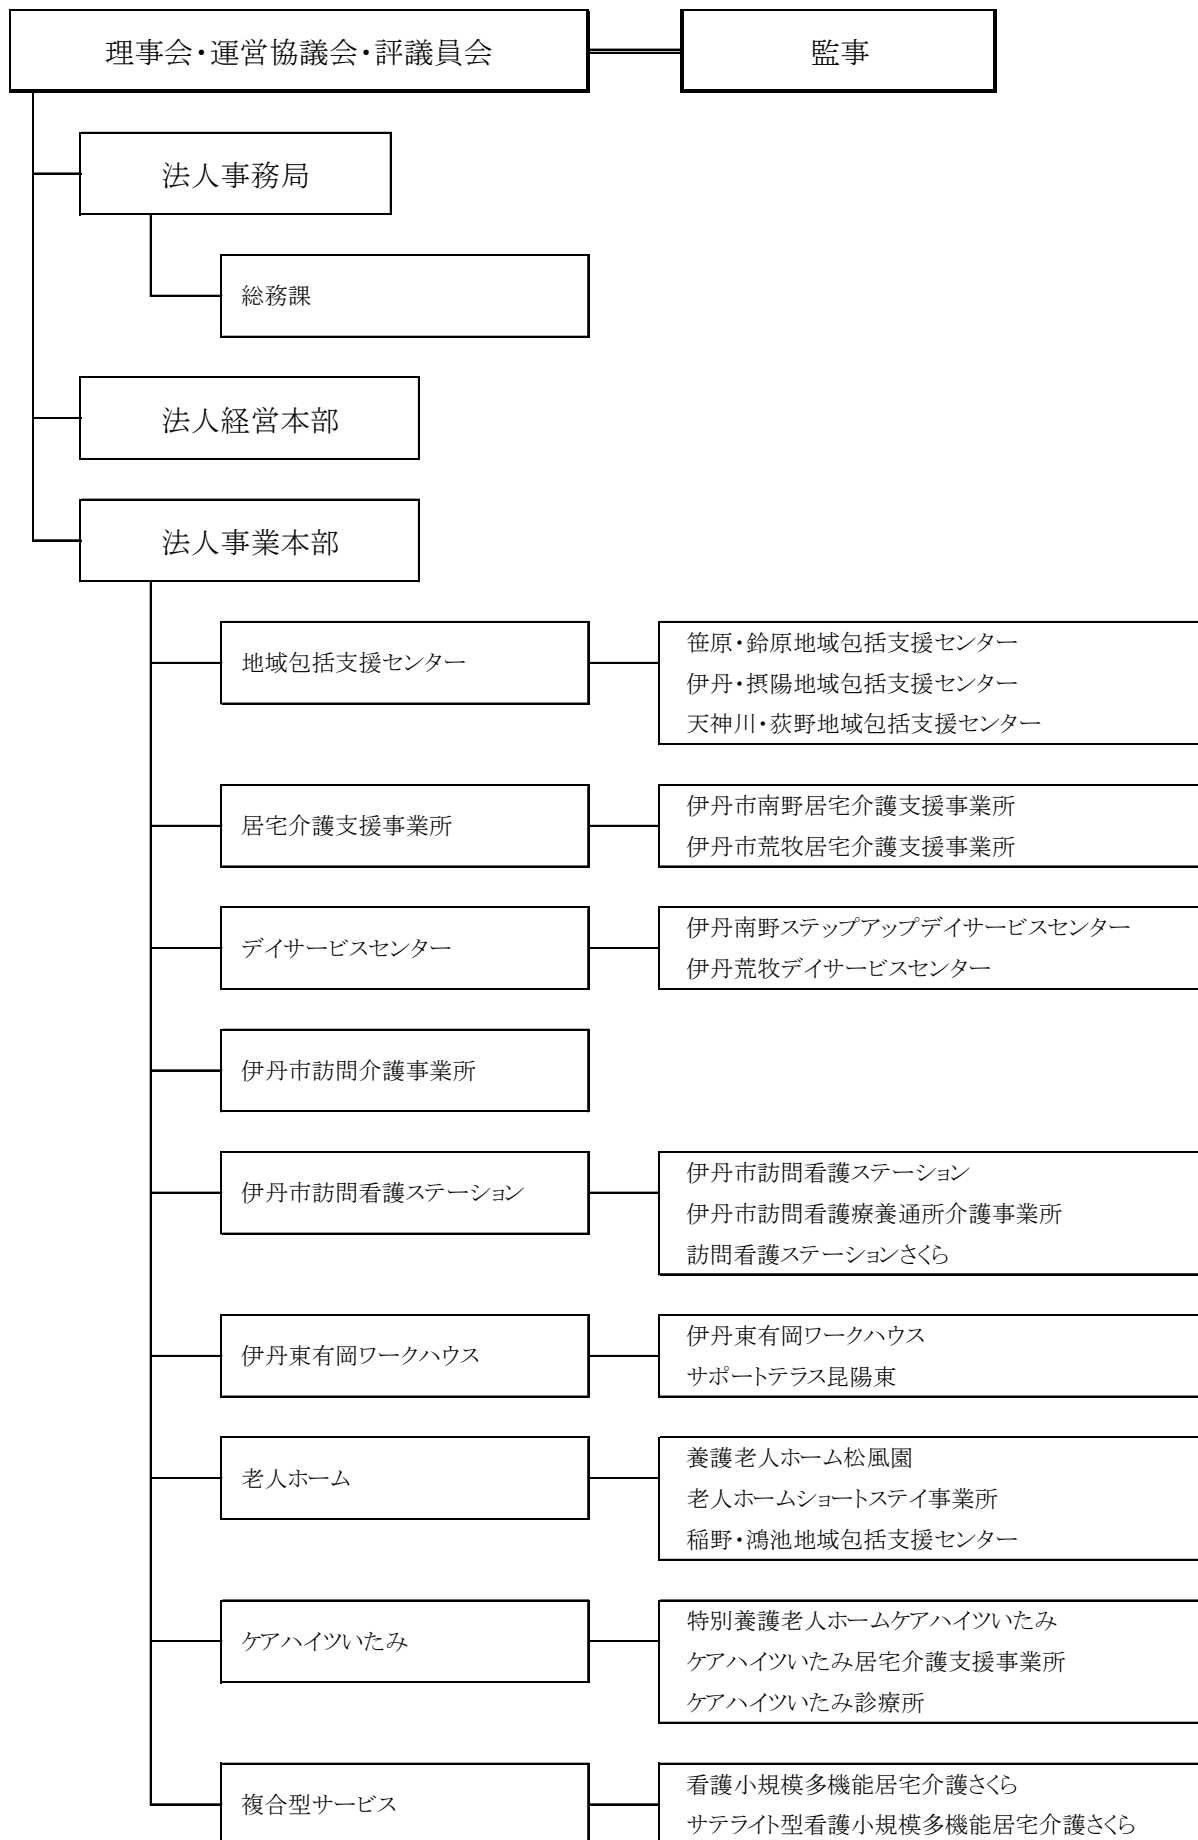 理事会・運営協議会・評議員会
監事
法人事務局
総務課
法人経営本部
法人事業本部
地域包括支援センター
笹原・鈴原地域包括支援センター
伊丹・摂陽地域包括支援センター
天神川・荻野地域包括支援センター
居宅介護支援事業所
伊丹市南野居宅介護支援事業所
伊丹市荒牧居宅介護支援事業所
デイサービスセンター
伊丹南野ステップアップデイサービスセンター
伊丹荒牧デイサービスセンター
伊丹市訪問介護事業所
伊丹市訪問看護ステーション
伊丹市訪問看護ステーション
伊丹市訪問看護療養通所介護事業所
訪問看護ステーションさくら
伊丹東有岡ワークハウス
伊丹東有岡ワークハウス
サポートテラス昆陽東
老人ホーム
養護老人ホーム松風園
老人ホームショートステイ事業所
稲野・鴻池地域包括支援センター
ケアハイツいたみ
特別養護老人ホームケアハイツいたみ
ケアハイツいたみ居宅介護支援事業所
ケアハイツいたみ診療所
複合型サービス
看護小規模多機能居宅介護さくら
サテライト型看護小規模多機能居宅介護さくら